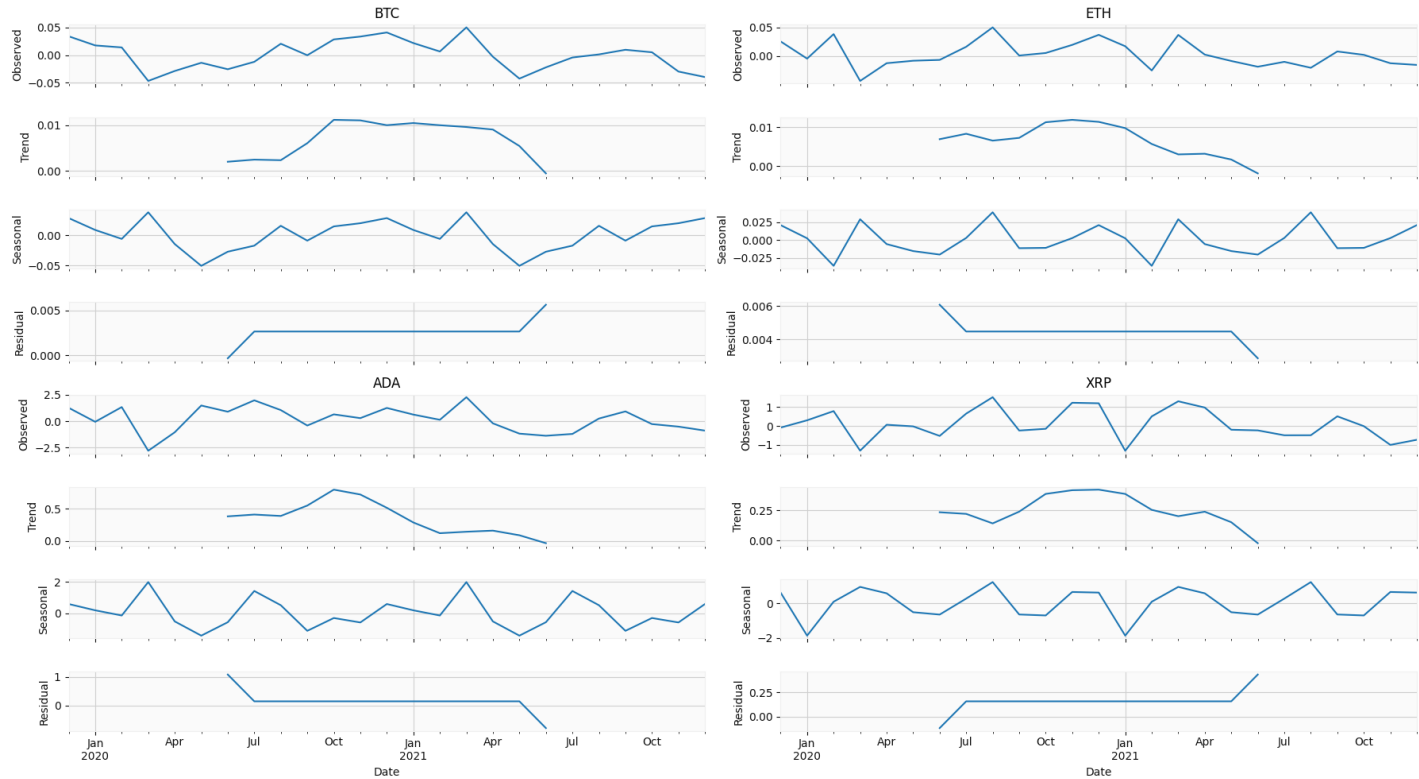 BTC
Observed
0.05
0.00
−0.05
Trend
0.01
0.00
Seasonal
0.00
−0.05
Residual
0.005
0.000
ETH
Observed
0.05
0.00
Trend
0.01
0.00
Seasonal
0.025
0.000
−0.025
Residual
0.006
0.004
ADA
Observed
2.5
0.0
−2.5
Trend
0.5
0.0
Seasonal
2
0
Residual
1
0
Jan Apr Jul Oct Jan Apr Jul Oct
2020 2021
Date
XRP
Observed
1
0
−1
Trend
0.25
0.00
Seasonal
0
−2
Residual
0.25
0.00
Jan Apr Jul Oct Jan Apr Jul Oct
2020 2021
Date